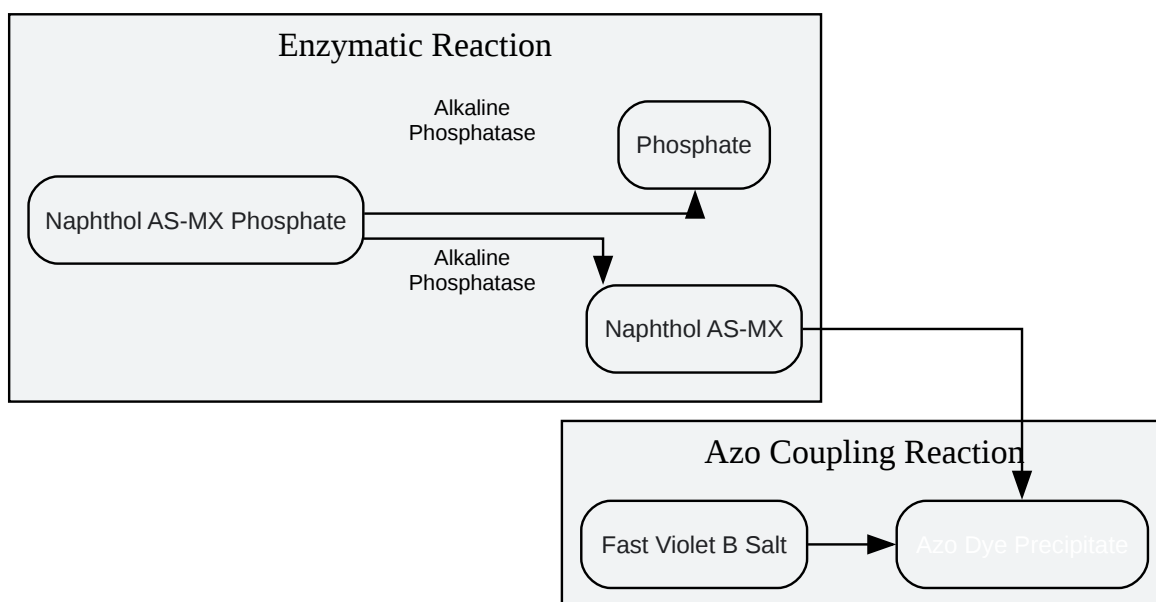 Enzymatic Reaction
Alkaline
Phosphatase
Phosphate
Naphthol AS-MX Phosphate
Alkaline
Phosphatase
Naphthol AS-MX
Azo Coupling Reaction
Fast Violet B Salt
Azo Dye Precipitate